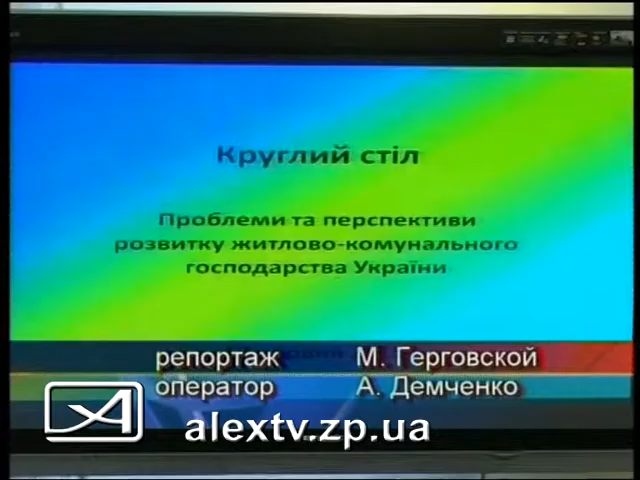 Круглий стіл
Проблеми та перспективи
розвитку житлово-комунального
господарства України
репортаж М. Герговской
оператор А. Демченко
alextv.zp.ua